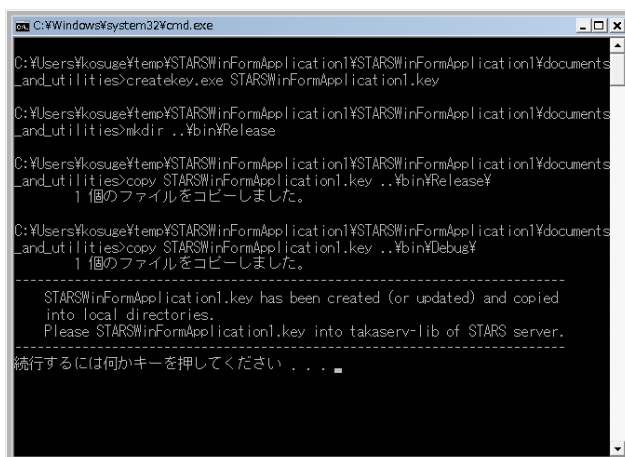 C:¥Windows¥system32¥cmd.exe
C:¥Users¥kosuge¥temp¥STARSWinFormApplication1¥STARSWinFormApplication1¥documents
_and_utilities>createkey.exe STARSWinFormApplication1.key
C:¥Users¥kosuge¥temp¥STARSWinFormApplication1¥STARSWinFormApplication1¥documents
_and_utilities>mkdir ..¥bin¥Release
C:¥Users¥kosuge¥temp¥STARSWinFormApplication1¥STARSWinFormApplication1¥documents
_and_utilities>copy STARSWinFormApplication1.key ..¥bin¥Release¥
1 個のファイルをコピーしました。
C:¥Users¥kosuge¥temp¥STARSWinFormApplication1¥STARSWinFormApplication1¥documents
_and_utilities>copy STARSWinFormApplication1.key ..¥bin¥Debug¥
1 個のファイルをコピーしました。
-------------------------------------------------------------------------
STARSWinFormApplication1.key has been created (or updated) and copied
into local directories.
Please STARSWinFormApplication1.key into takaserv-lib of STARS server.
-------------------------------------------------------------------------
続行するには何かキーを押してください . . .